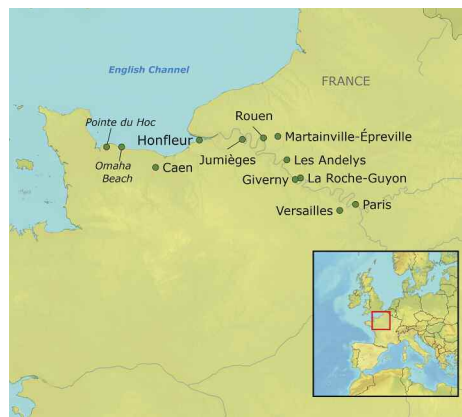 English Channel
FRANCE
Pointe du Hoc
Rouen
Honfleur
Martainville-Épreville
Jumièges
Omaha
Beach
Caen
Les Andelys
Giverny
La Roche-Guyon
Versailles
Paris